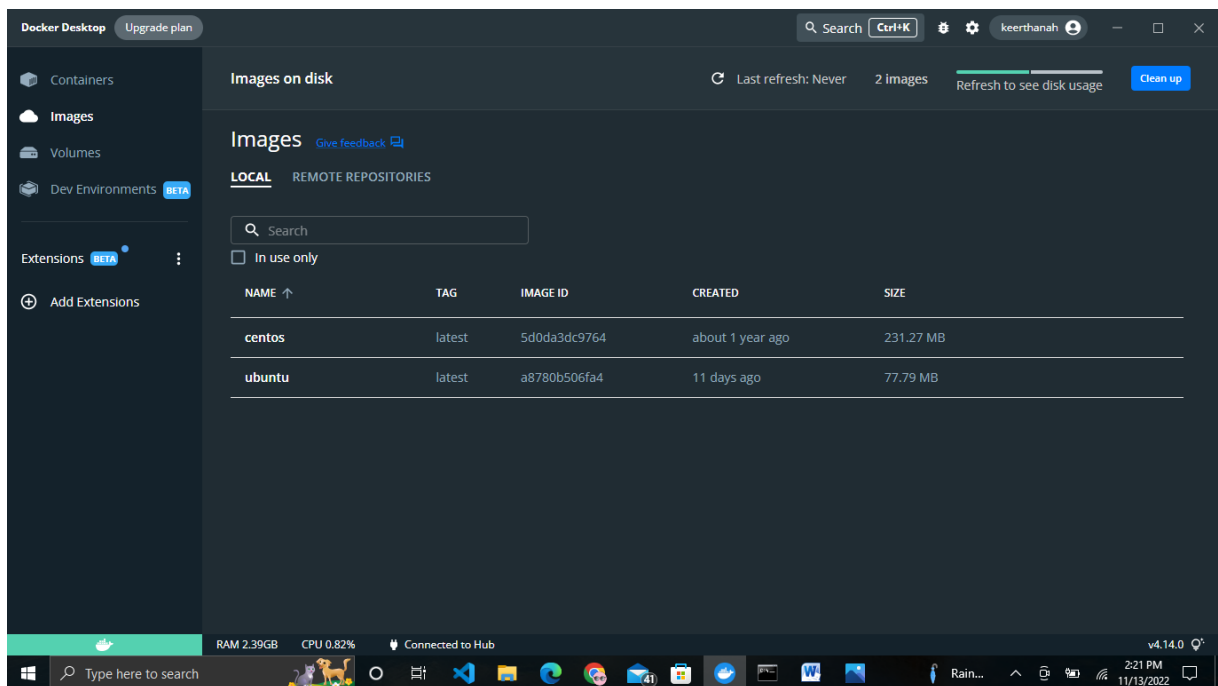 Docker Desktop Upgrade plan Search Ctrl+K keerthanah
Containers
Images
Volumes
Dev Environments BETA
Extensions BETA
Add Extensions
Images on disk Last refresh: Never 2 images Refresh to see disk usage Clean up
Images Give feedback
LOCAL REMOTE REPOSITORIES
Search
In use only
NAME TAG IMAGE ID CREATED SIZE
centos latest 5d0da3dc9764 about 1 year ago 231.27 MB
ubuntu latest a8780b506fa4 11 days ago 77.79 MB
RAM 2.39GB CPU 0.82% Connected to Hub v4.14.0
Type here to search 41 Rain... 2:21 PM
11/13/2022